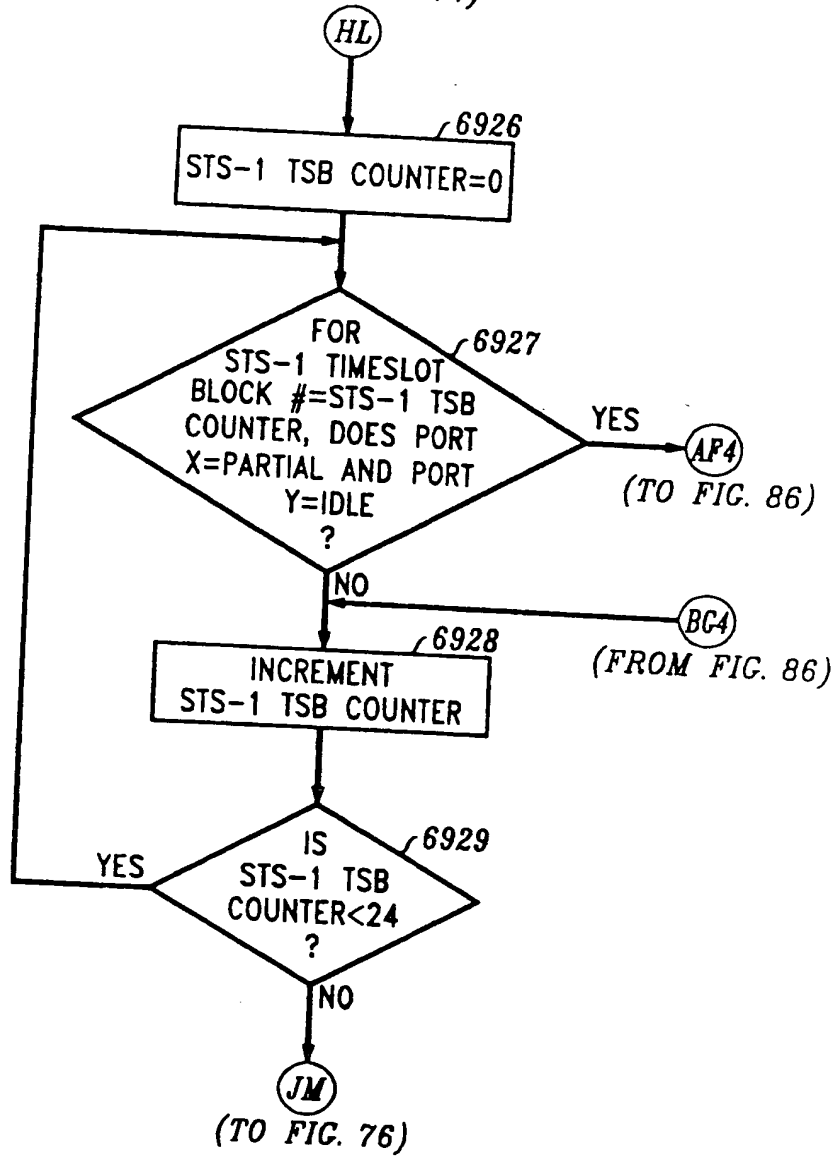 HL
6926
STS-1 TSB COUNTER=0
FOR
STS-1 TIMESLOT
BLOCK #=STS-1 TSB
COUNTER, DOES PORT
X=PARTIAL AND PORT
Y=IDLE
?
6927
YES
AF4
(TO FIG. 86)
NO
BG4
(FROM FIG. 86)
6928
INCREMENT
STS-1 TSB COUNTER
IS
STS-1 TSB
COUNTER<24
?
6929
YES
NO
JM
(TO FIG. 76)